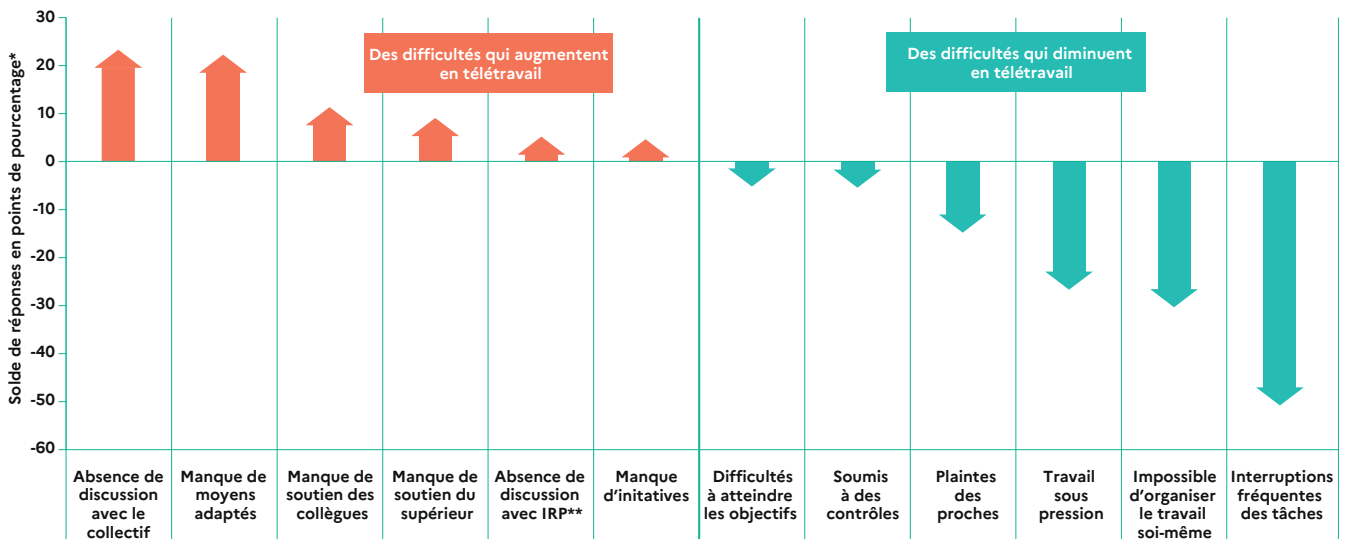 Solde de réponses en points de pourcentage*
30
20
10
0
-10
-20
-30
-40
-50
-60
Des difficultés qui augmentent
en télétravail
Des difficultés qui diminuent
en télétravail
Absence de
discussion
avec le
collectif
Manque de
moyens
adaptés
Manque de
soutien des
collègues
Manque de
soutien du
supérieur
Absence de
discussion
avec IRP**
Manque
d'initatives
Difficultés
à atteindre
les objectifs
Soumis
à des
contrôles
Plaintes
des
proches
Travail
sous
pression
Impossible
d'organiser
le travail
soi-même
Interruptions
fréquentes
des tâches